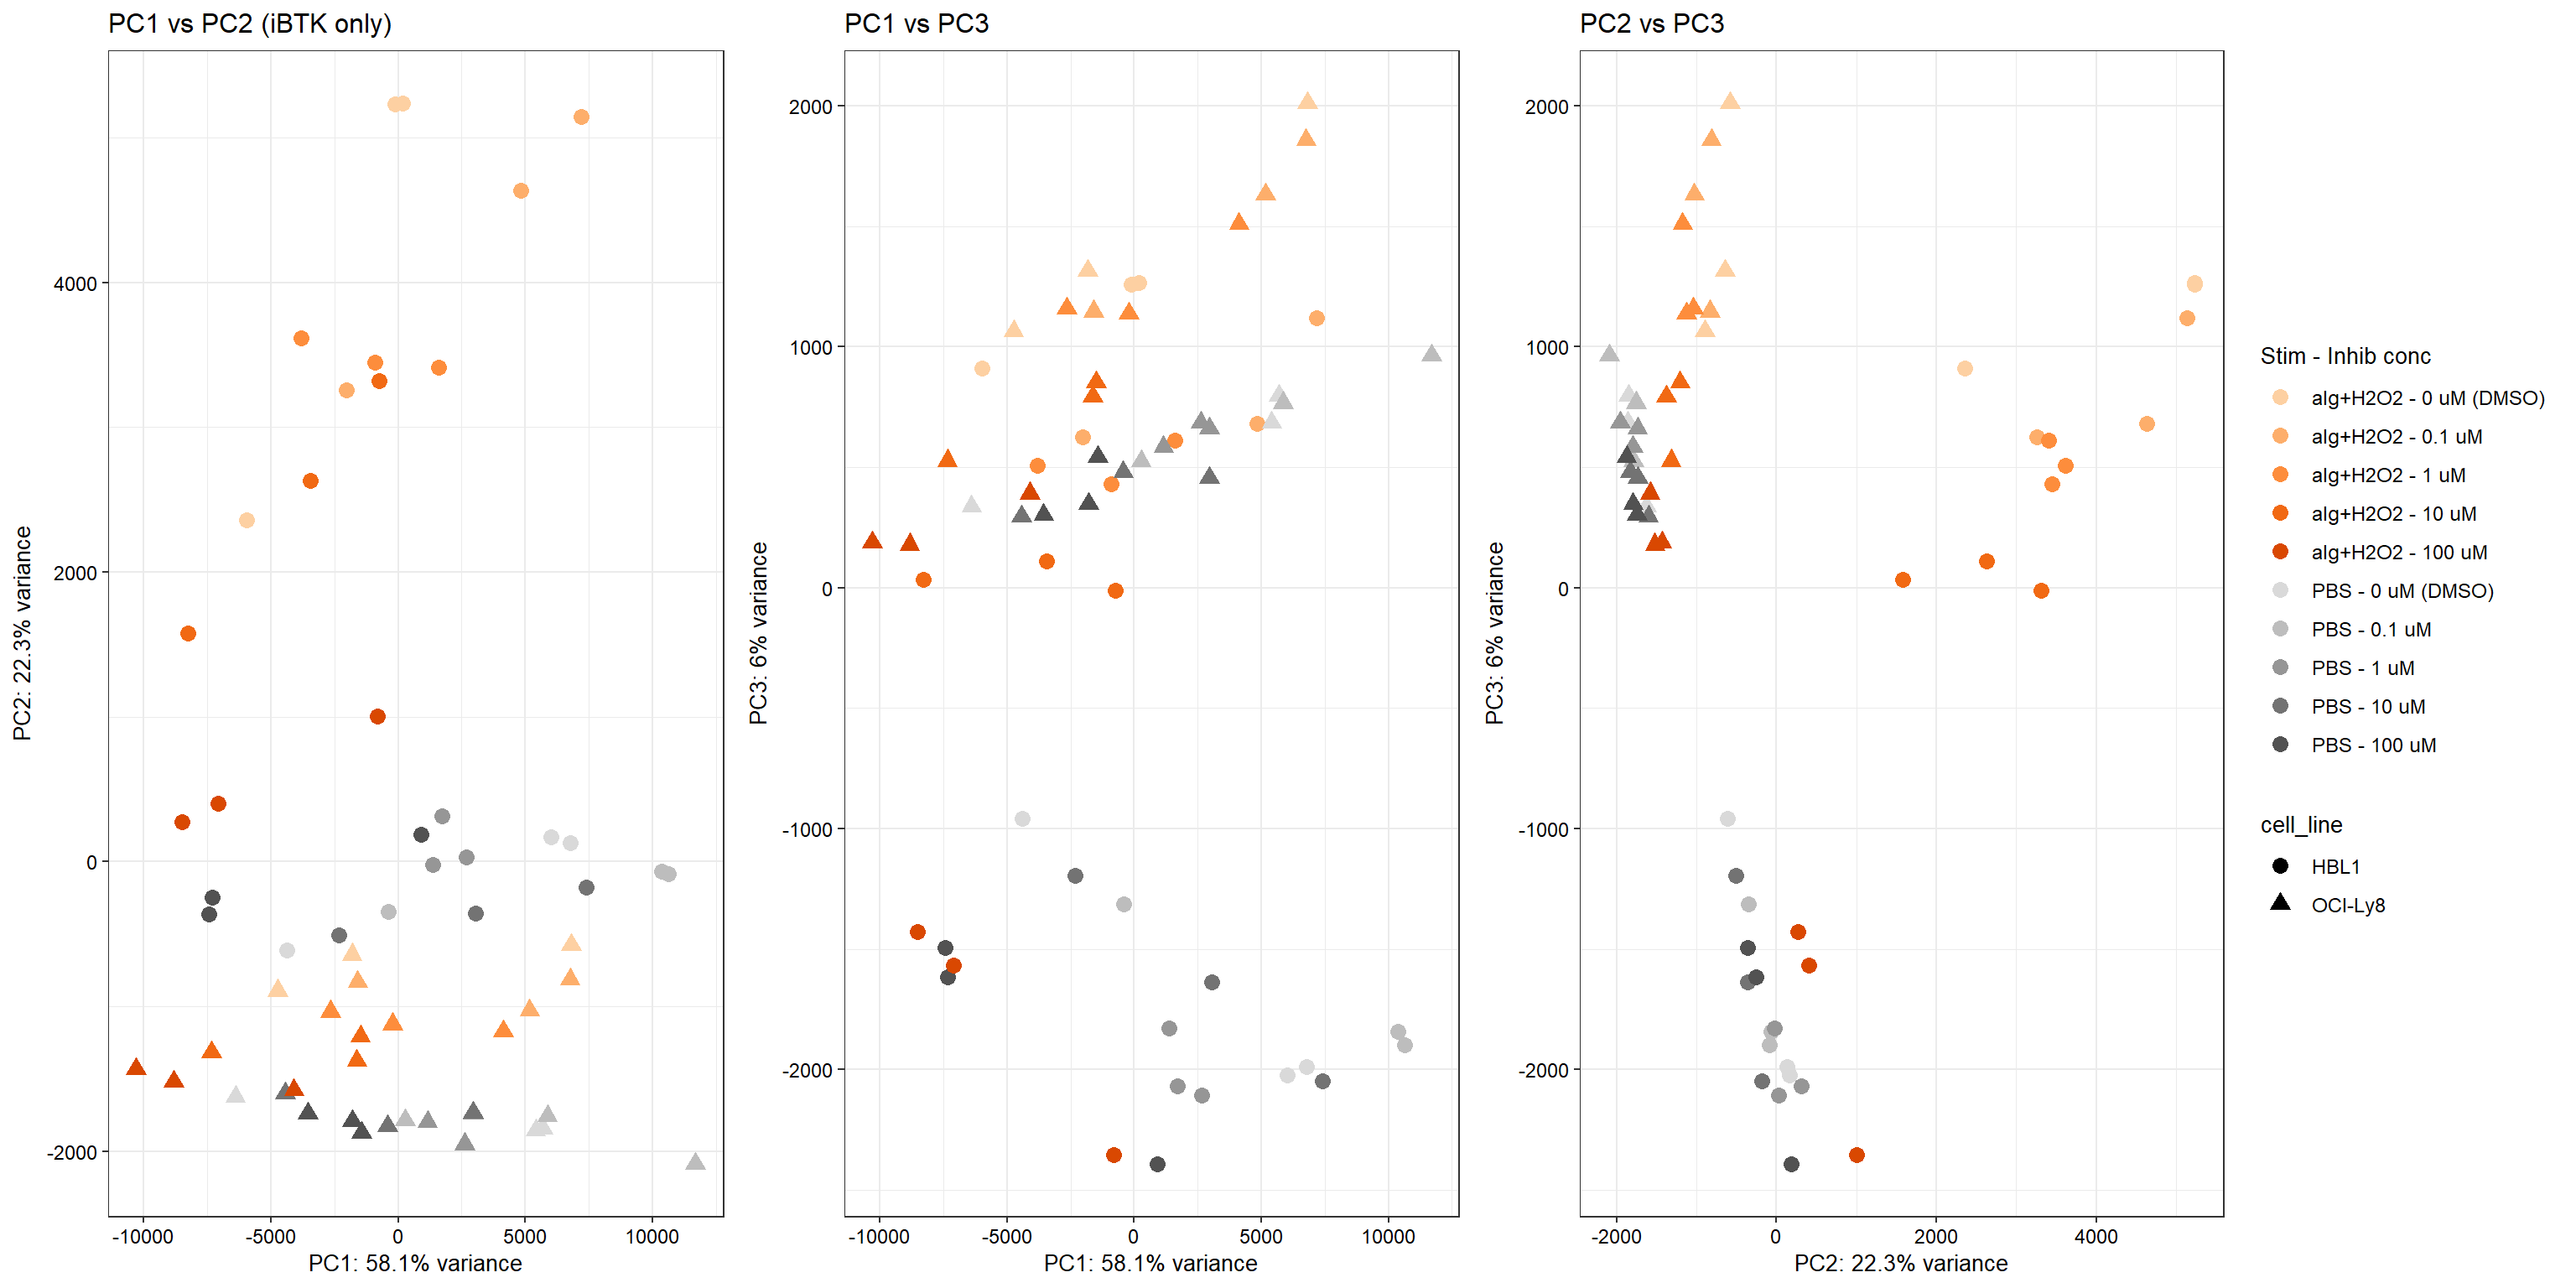 PC1 vs PC2 (iBTK only)
PC2: 22.3% variance
4000
2000
0
-2000
-10000
-5000
0
5000
10000
PC1: 58.1% variance
PC1 vs PC3
PC3: 6% variance
2000
1000
0
-1000
-2000
-10000
-5000
0
5000
10000
PC1: 58.1% variance
PC2 vs PC3
PC3: 6% variance
2000
1000
0
-1000
-2000
-2000
0
2000
4000
PC2: 22.3% variance
Stim - Inhib conc
aIg+H2O2 - 0 uM (DMSO)
aIg+H2O2 - 0.1 uM
aIg+H2O2 - 1 uM
aIg+H2O2 - 10 uM
aIg+H2O2 - 100 uM
PBS - 0 uM (DMSO)
PBS - 0.1 uM
PBS - 1 uM
PBS - 10 uM
PBS - 100 uM
cell_line
HBL1
OCI-Ly8